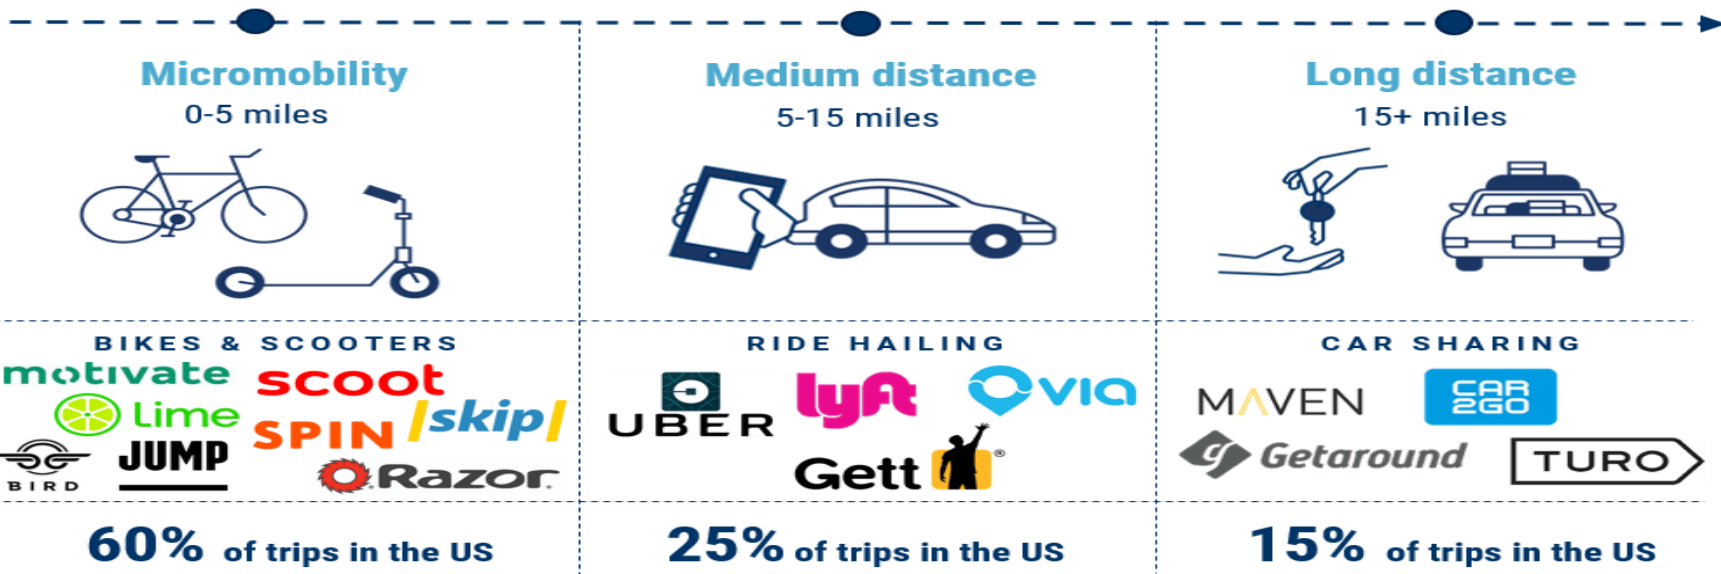 Micromobility
0-5 miles
BIKES & SCOOTERS
motivate
scoot
Lime
SPIN
skip
BIRD
JUMP
Razor
60% of trips in the US
Medium distance
5-15 miles
RIDE HAILING
UBER
lyft
via
Gett®
25% of trips in the US
Long distance
15+ miles
CAR SHARING
MAVEN
CAR
2GO
Getaround
TURO
15% of trips in the US